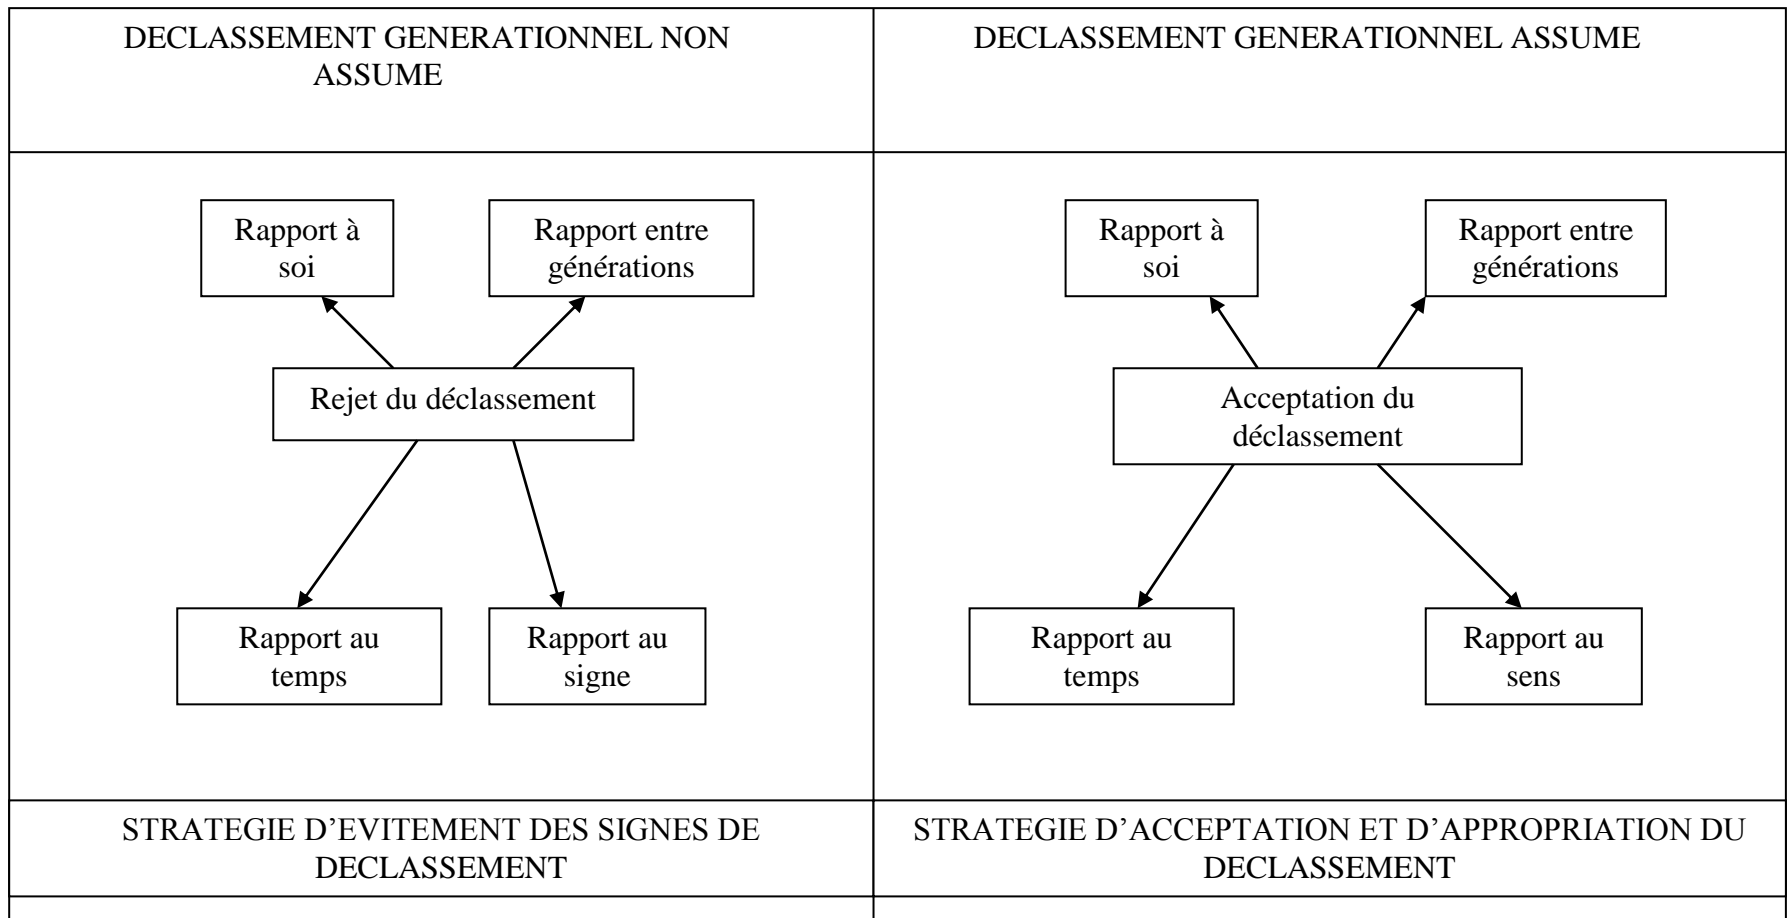 DECLASSEMENT GENERATIONNEL NON
ASSUME
DECLASSEMENT GENERATIONNEL ASSUME
Rapport à
soi
Rapport entre
générations
Rejet du déclassement
Rapport au
temps
Rapport au
signe
Rapport à
soi
Rapport entre
générations
Acceptation du
déclassement
Rapport au
temps
Rapport au
sens
STRATEGIE D’EVITEMENT DES SIGNES DE
DECLASSEMENT
STRATEGIE D’ACCEPTATION ET D’APPROPRIATION DU
DECLASSEMENT